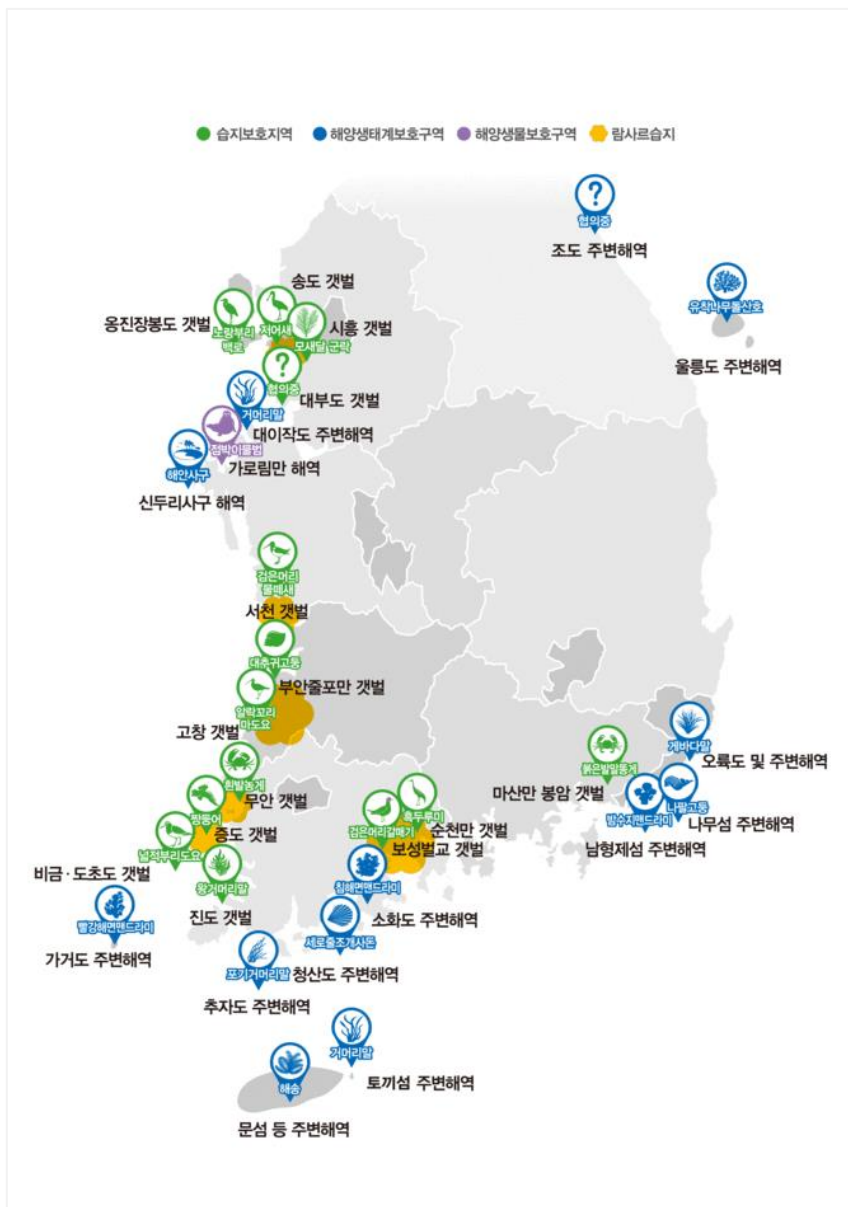 습지보호지역 해양생태계보호구역 해양생물보호구역 람사르습지
?
협의중
조도 주변해역
유착나무돌산호
울릉도 주변해역
송도 갯벌
옹진장봉도 갯벌
노랑부리
백로
저어새
모새달 군락
시흥 갯벌
?
협의중
대부도 갯벌
거머리말
대이작도 주변해역
점박이물범
가로림만 해역
해안사구
신두리사구 해역
검은머리
물떼새
서천 갯벌
대추귀고둥
부안줄포만 갯벌
알락꼬리
마도요
고창 갯벌
흰발농게
무안 갯벌
짱뚱어
증도 갯벌
넓적부리도요
비금·도초도 갯벌
왕거머리말
진도 갯벌
빨강해면맨드라미
가거도 주변해역
흑두루미
순천만 갯벌
검은머리갈매기
보성벌교 갯벌
침해면맨드라미
소화도 주변해역
세로줄조개사돈
청산도 주변해역
포기거머리말
추자도 주변해역
거머리말
토끼섬 주변해역
해송
문섬 등 주변해역
붉은발말똥게
마산만 봉암 갯벌
게바다말
오륙도 및 주변해역
나팔고둥
나무섬 주변해역
밤수지맨드라미
남형제섬 주변해역